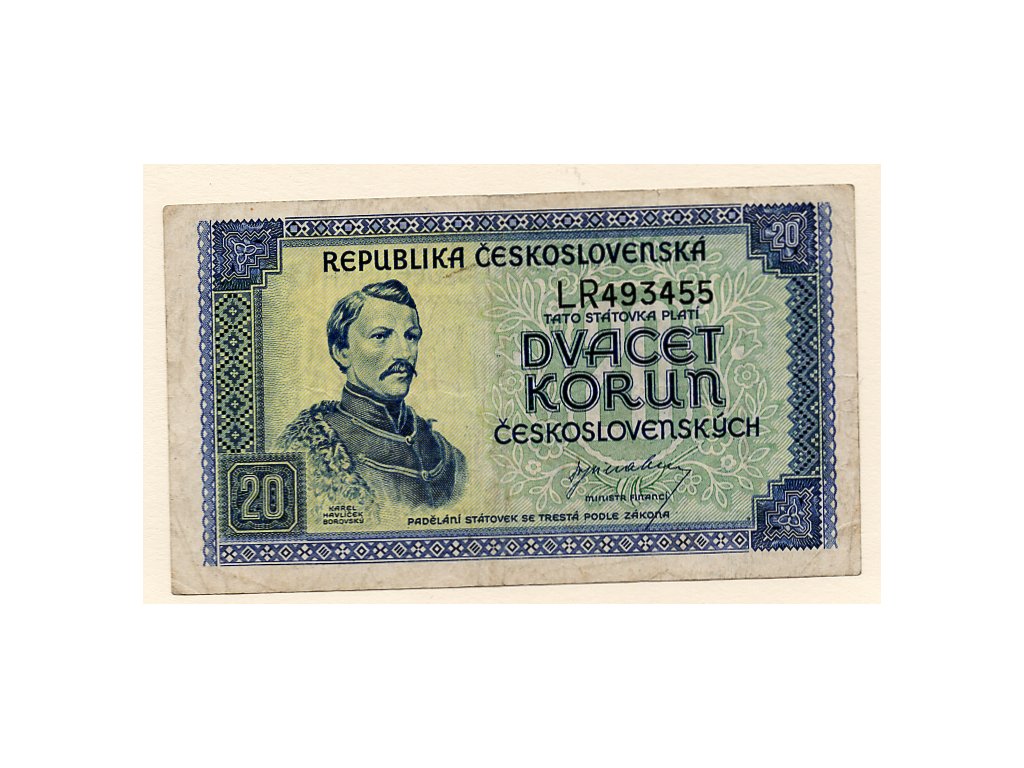 20
REPUBLIKA ČESKOSLOVENSKÁ
LR493455
TATO STÁTOVKA PLATÍ
DVACET
KORUN
ČESKOSLOVENSKÝCH
MINISTR FINANCÍ
20
KAREL
HAVLÍČEK
BOROVSKÝ
PADĚLÁNÍ STÁTOVEK SE TRESTÁ PODLE ZÁKONA